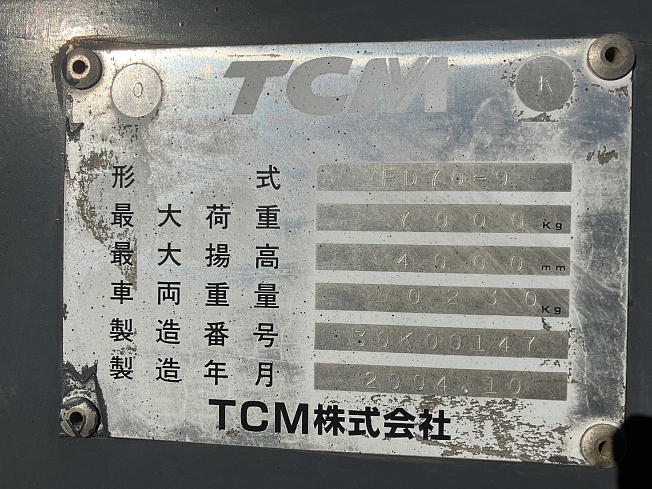 O TCM K
形式 FD70-9
最大荷重 7000 Kg
最大揚高 4000 mm
車両重量 10230 Kg
製造番号 39K00147
製造年月 2004.10
TCM株式会社